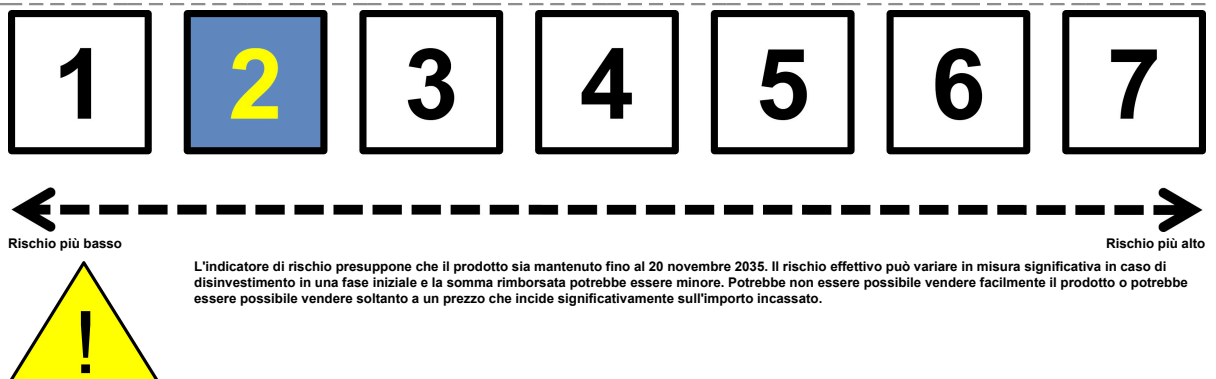 1 2 3 4 5 6 7
Rischio più basso Rischio più alto
L'indicatore di rischio presuppone che il prodotto sia mantenuto fino al 20 novembre 2035. Il rischio effettivo può variare in misura significativa in caso di
disinvestimento in una fase iniziale e la somma rimborsata potrebbe essere minore. Potrebbe non essere possibile vendere facilmente il prodotto o potrebbe
essere possibile vendere soltanto a un prezzo che incide significativamente sull'importo incassato.
!